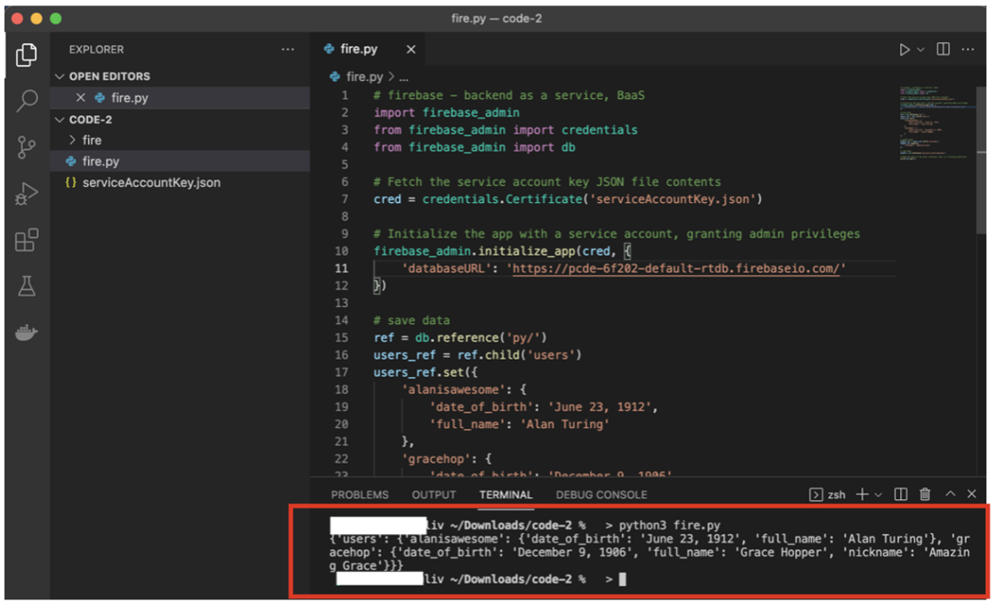 fire.py — code-2
EXPLORER
···
fire.py
OPEN EDITORS
fire.py
CODE-2
fire
fire.py
{} serviceAccountKey.json
fire.py > ...
1 # firebase – backend as a service, BaaS
2 import firebase_admin
3 from firebase_admin import credentials
4 from firebase_admin import db
5
6 # Fetch the service account key JSON file contents
7 cred = credentials.Certificate('serviceAccountKey.json')
8
9 # Initialize the app with a service account, granting admin privileges
10 firebase_admin.initialize_app(cred, {
11 'databaseURL': 'https://pcde-6f202-default-rtdb.firebaseio.com/'
12 })
13
14 # save data
15 ref = db.reference('py/')
16 users_ref = ref.child('users')
17 users_ref.set({
18 'alanisawesome': {
19 'date_of_birth': 'June 23, 1912',
20 'full_name': 'Alan Turing'
21 },
22 'gracehop': {
23 'date_of_birth': 'December 9, 1906',
PROBLEMS OUTPUT TERMINAL DEBUG CONSOLE
zsh
liv ~/Downloads/code-2 % > python3 fire.py
{'users': {'alanisawesome': {'date_of_birth': 'June 23, 1912', 'full_name': 'Alan Turing'}, 'gr
acehop': {'date_of_birth': 'December 9, 1906', 'full_name': 'Grace Hopper', 'nickname': 'Amazin
g Grace'}}}
liv ~/Downloads/code-2 % >